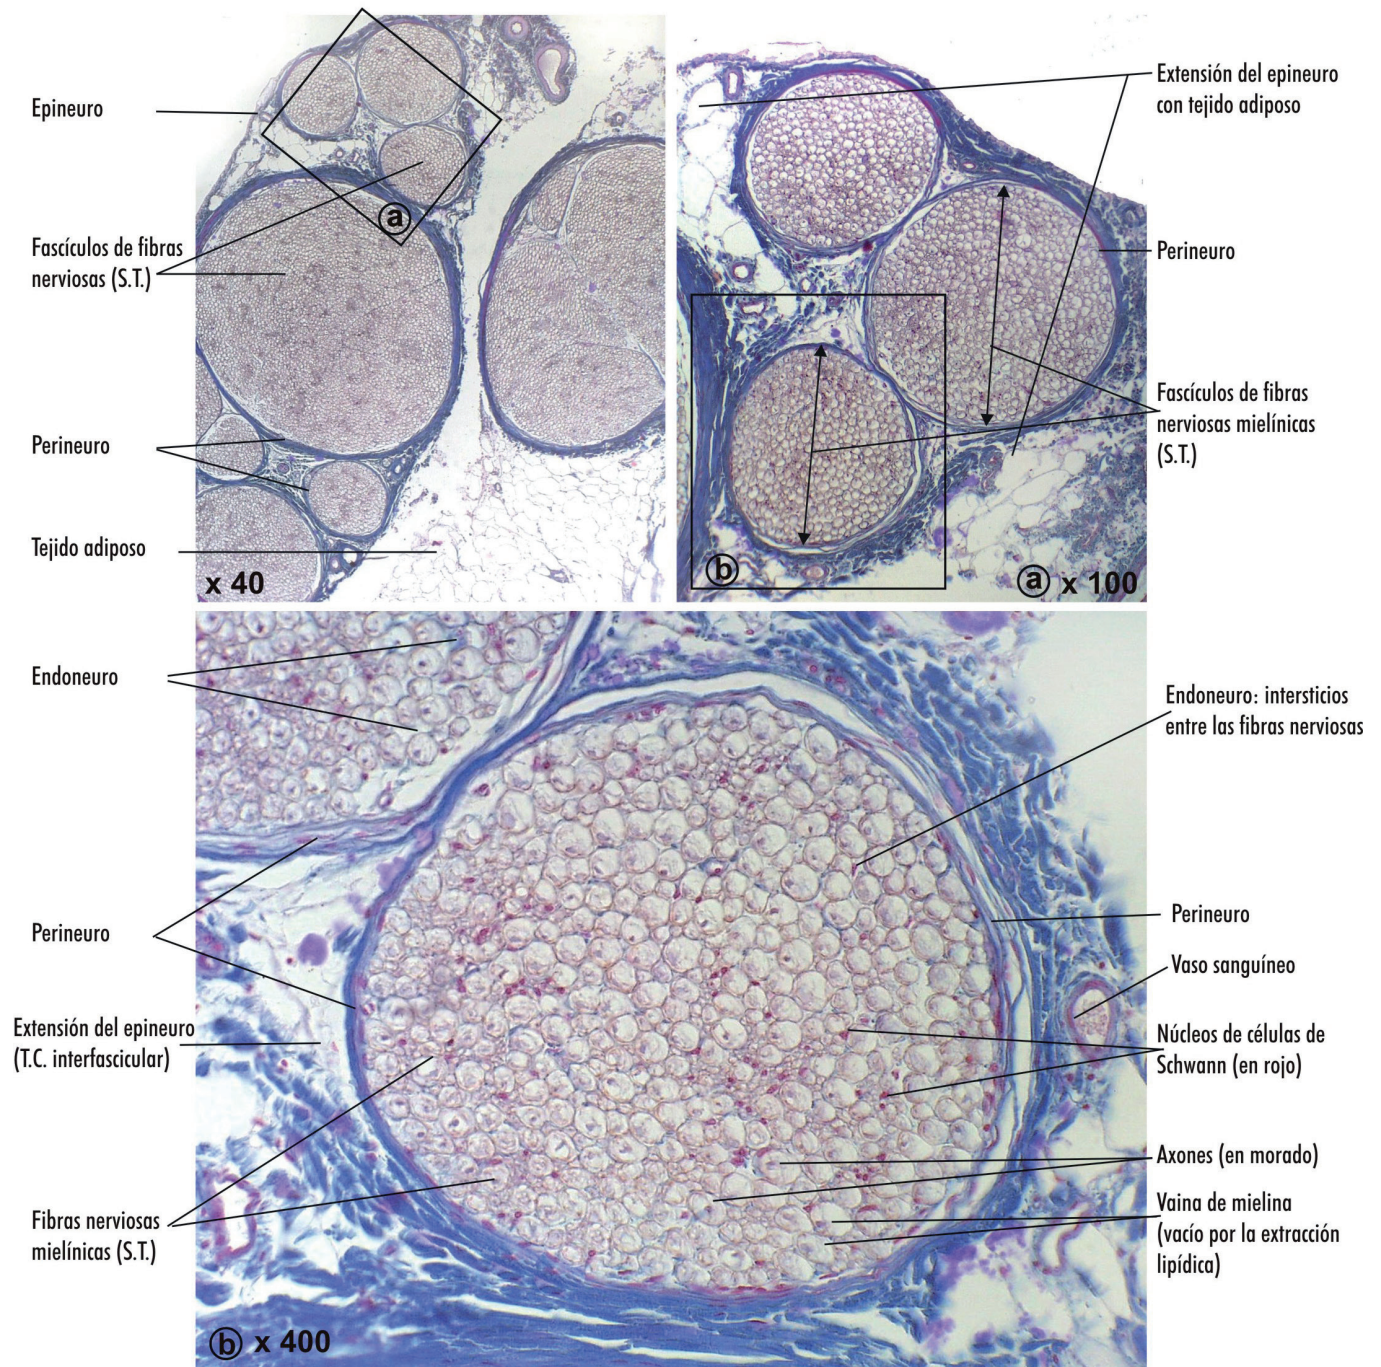 Epineuro
Fascículos de fibras
nerviosas (S.T.)
Perineuro
Tejido adiposo
a
x 40
Extensión del epineuro
con tejido adiposo
Perineuro
Fascículos de fibras
nerviosas mielínicas
(S.T.)
b
a x 100
Endoneuro
Perineuro
Extensión del epineuro
(T.C. interfascicular)
Fibras nerviosas
mielínicas (S.T.)
Endoneuro: intersticios
entre las fibras nerviosas
Perineuro
Vaso sanguíneo
Núcleos de células de
Schwann (en rojo)
Axones (en morado)
Vaina de mielina
(vacío por la extracción
lipídica)
b x 400